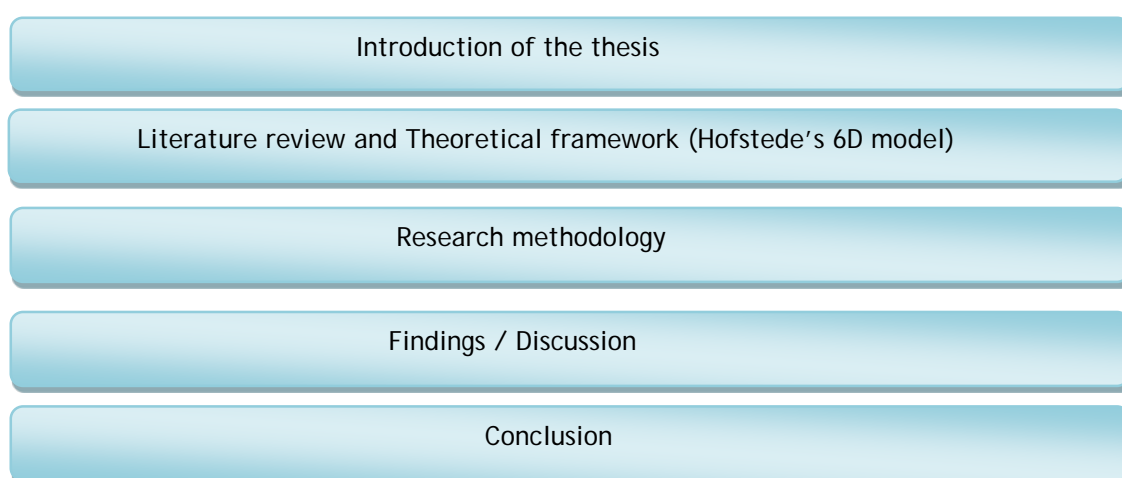 Introduction of the thesis
Literature review and Theoretical framework (Hofstede’s 6D model)
Research methodology
Findings / Discussion
Conclusion